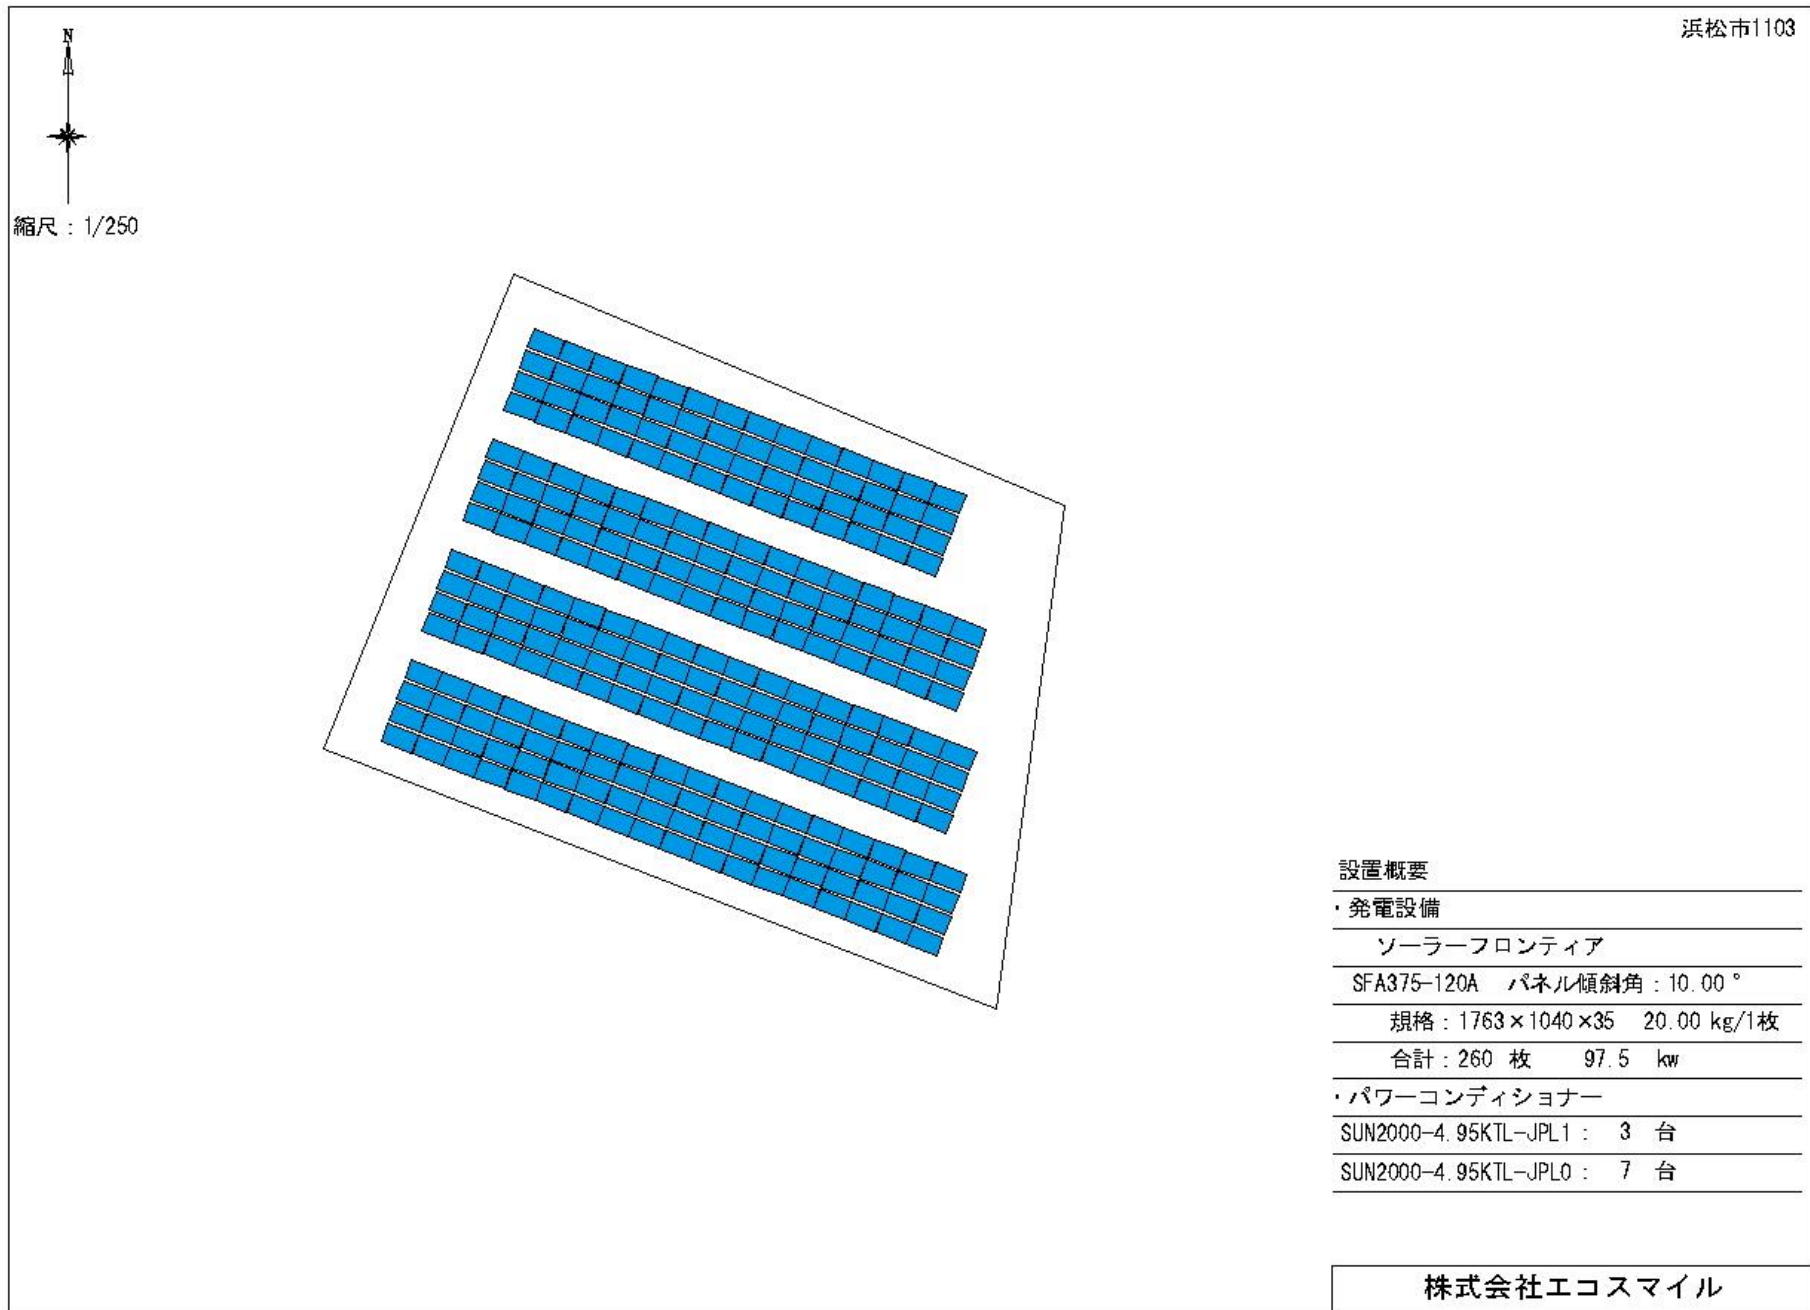 浜松市1103
N
縮尺：1/250
設置概要
・発電設備
ソーラーフロンティア
SFA375-120A パネル傾斜角：10.00°
規格：1763×1040×35 20.00 kg/1枚
合計：260 枚 97.5 kw
・パワーコンディショナー
SUN2000-4.95KTL-JPL1： 3 台
SUN2000-4.95KTL-JPL0： 7 台
株式会社エコスマイル